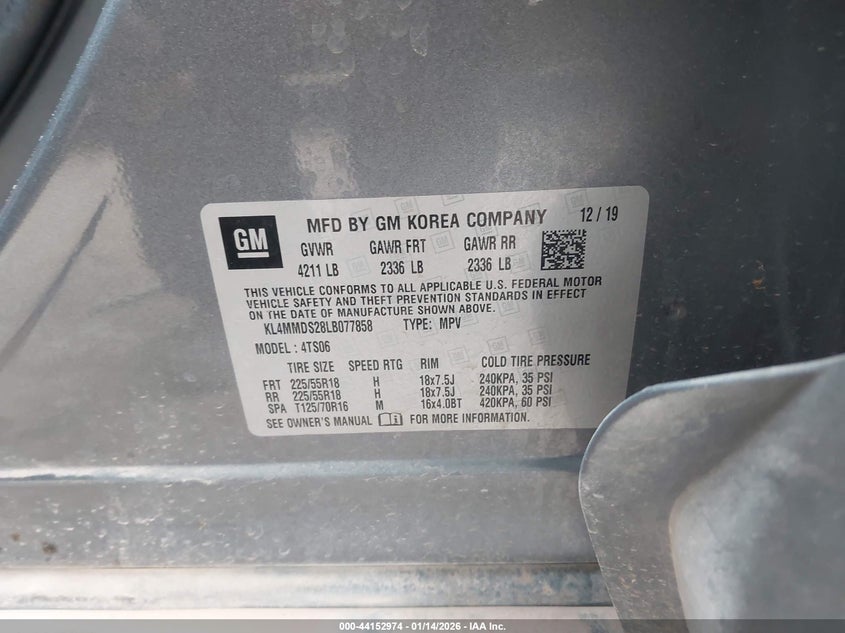 GM
MFD BY GM KOREA COMPANY 12 / 19
GVWR GAWR FRT GAWR RR
4211 LB 2336 LB 2336 LB
THIS VEHICLE CONFORMS TO ALL APPLICABLE U.S. FEDERAL MOTOR
VEHICLE SAFETY AND THEFT PREVENTION STANDARDS IN EFFECT
ON THE DATE OF MANUFACTURE SHOWN ABOVE.
KL4MMDS28LB077858 TYPE: MPV
MODEL : 4TS06
TIRE SIZE SPEED RTG RIM COLD TIRE PRESSURE
FRT 225/55R18 H 18x7.5J 240KPA, 35 PSI
RR 225/55R18 H 18x7.5J 240KPA, 35 PSI
SPA T125/70R16 M 16x4.0BT 420KPA, 60 PSI
SEE OWNER'S MANUAL FOR MORE INFORMATION.
000-44152974 - 01/14/2026 - IAA Inc.